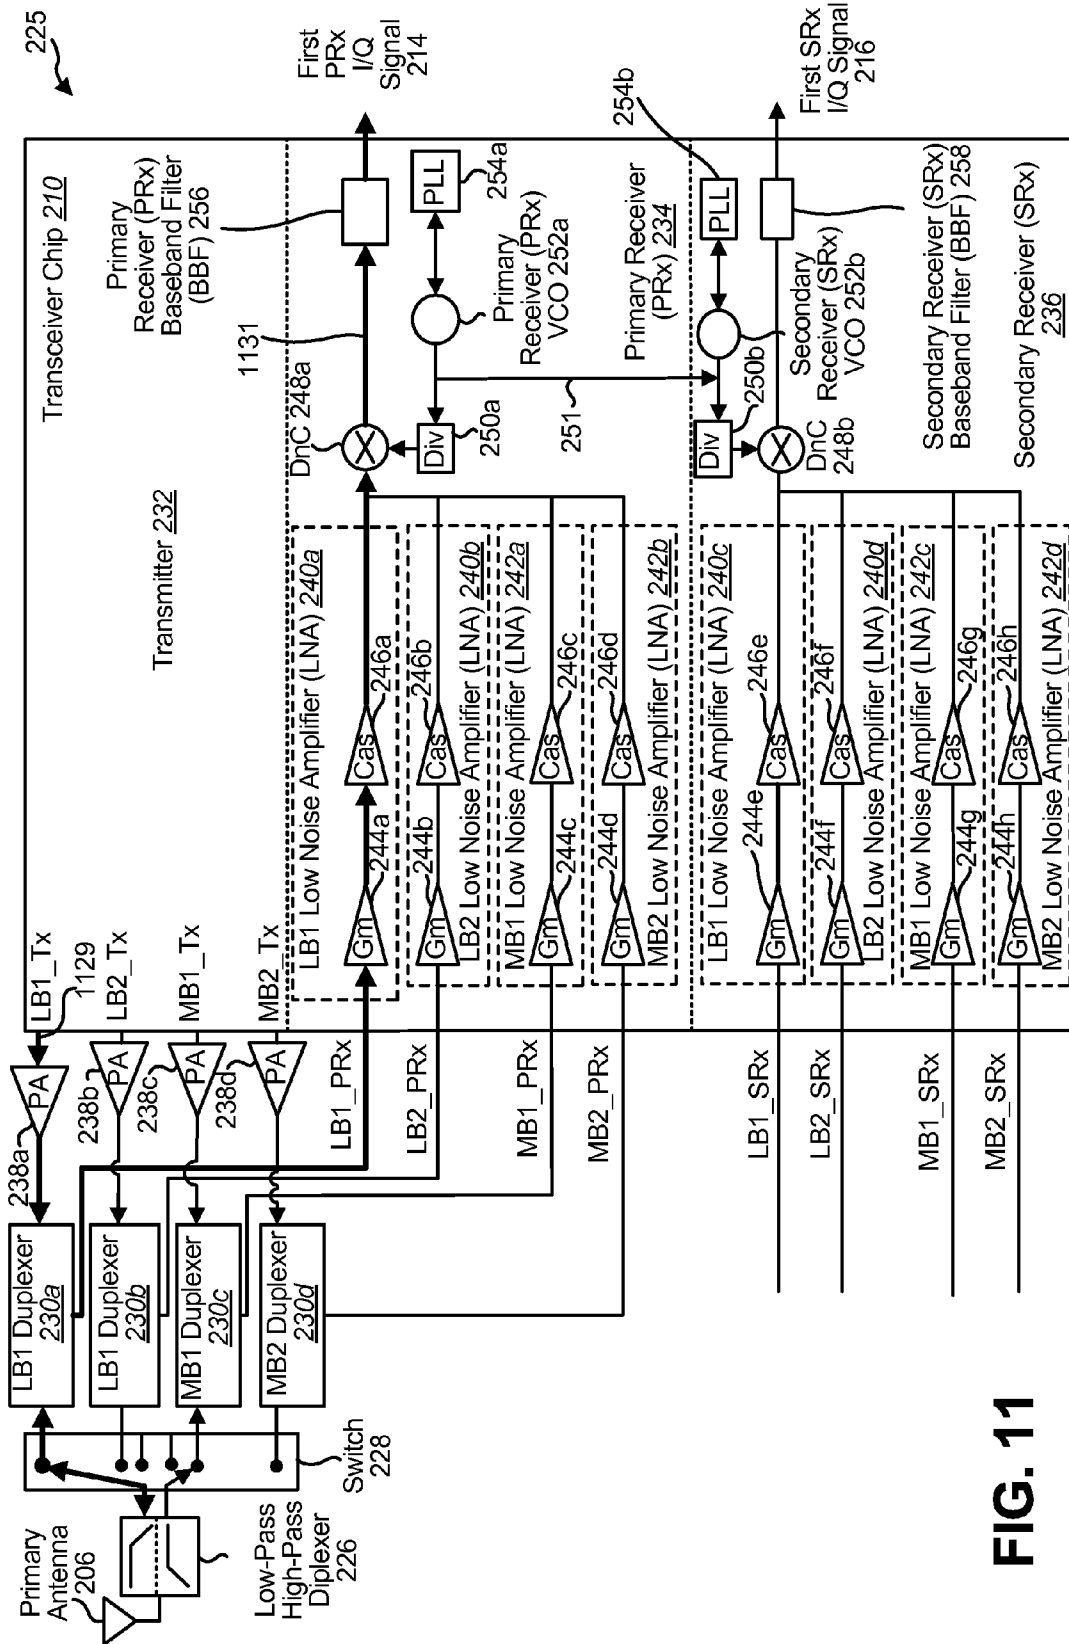 225
Primary
Antenna
206
Low-Pass
High-Pass
Diplexer
226
Switch
228
LB1 Duplexer
230a
LB1 Duplexer
230b
MB1 Duplexer
230c
MB2 Duplexer
230d
238a
PA
238b
PA
238c
PA
238d
PA
LB1_Tx
1129
LB2_Tx
MB1_Tx
MB2_Tx
LB1_PRx
LB2_PRx
MB1_PRx
MB2_PRx
LB1_SRx
LB2_SRx
MB1_SRx
MB2_SRx
Transceiver Chip 210
Transmitter 232
Primary
Receiver (PRx)
Baseband Filter
(BBF) 256
First
PRx
I/Q
Signal
214
LB1 Low Noise Amplifier (LNA) 240a
Gm
244a
Cas
246a
Gm
244b
Cas
246b
LB2 Low Noise Amplifier (LNA) 240b
MB1 Low Noise Amplifier (LNA) 242a
Gm
244c
Cas
246c
Gm
244d
Cas
246d
MB2 Low Noise Amplifier (LNA) 242b
DnC 248a
1131
Div
250a
PLL
254a
Primary
Receiver (PRx)
VCO 252a
251
Primary Receiver
(PRx) 234
LB1 Low Noise Amplifier (LNA) 240c
Gm
244e
Cas
246e
Gm
244f
Cas
246f
LB2 Low Noise Amplifier (LNA) 240d
MB1 Low Noise Amplifier (LNA) 242c
Gm
244g
Cas
246g
Gm
244h
Cas
246h
MB2 Low Noise Amplifier (LNA) 242d
Div
250b
DnC
248b
PLL
254b
Secondary
Receiver (SRx)
VCO 252b
First SRx
I/Q Signal
216
Secondary Receiver (SRx)
Baseband Filter (BBF) 258
Secondary Receiver (SRx)
236
FIG. 11